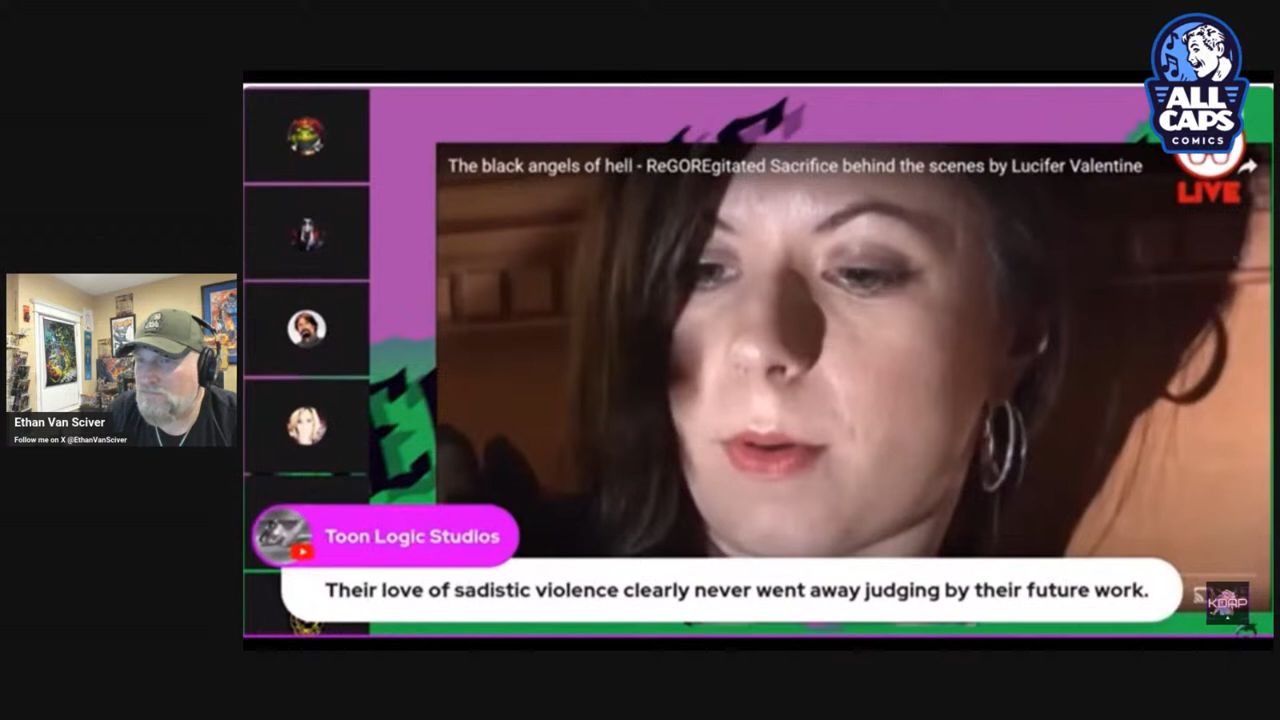 ALL
CAPS
COMICS
The black angels of hell - ReGOREgitated Sacrifice behind the scenes by Lucifer Valentine
LIVE
Ethan Van Sciver
Follow me on X @EthanVanSciver
Toon Logic Studios
Their love of sadistic violence clearly never went away judging by their future work.